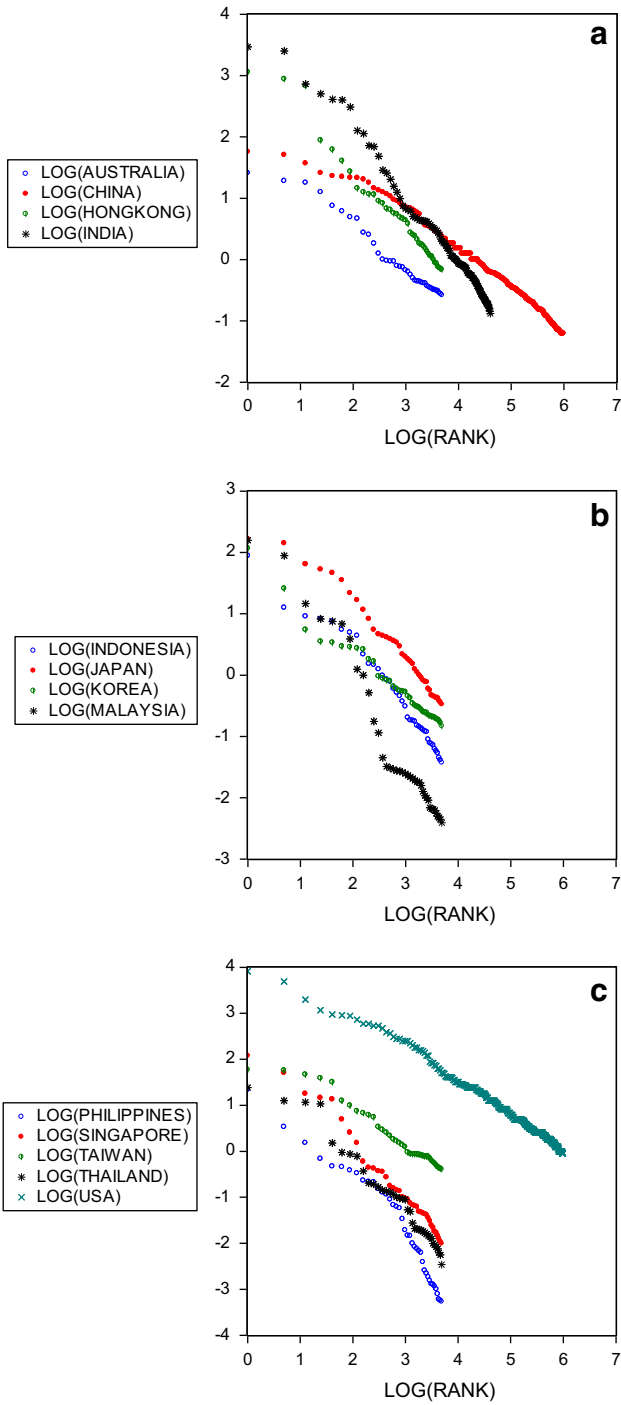 a
4
3
2
1
0
-1
-2
LOG(AUSTRALIA)
LOG(CHINA)
LOG(HONGKONG)
LOG(INDIA)
0 1 2 3 4 5 6 7
LOG(RANK)
b
3
2
1
0
-1
-2
-3
LOG(INDONESIA)
LOG(JAPAN)
LOG(KOREA)
LOG(MALAYSIA)
0 1 2 3 4 5 6 7
LOG(RANK)
c
4
3
2
1
0
-1
-2
-3
-4
LOG(PHILIPPINES)
LOG(SINGAPORE)
LOG(TAIWAN)
LOG(THAILAND)
LOG(USA)
0 1 2 3 4 5 6 7
LOG(RANK)